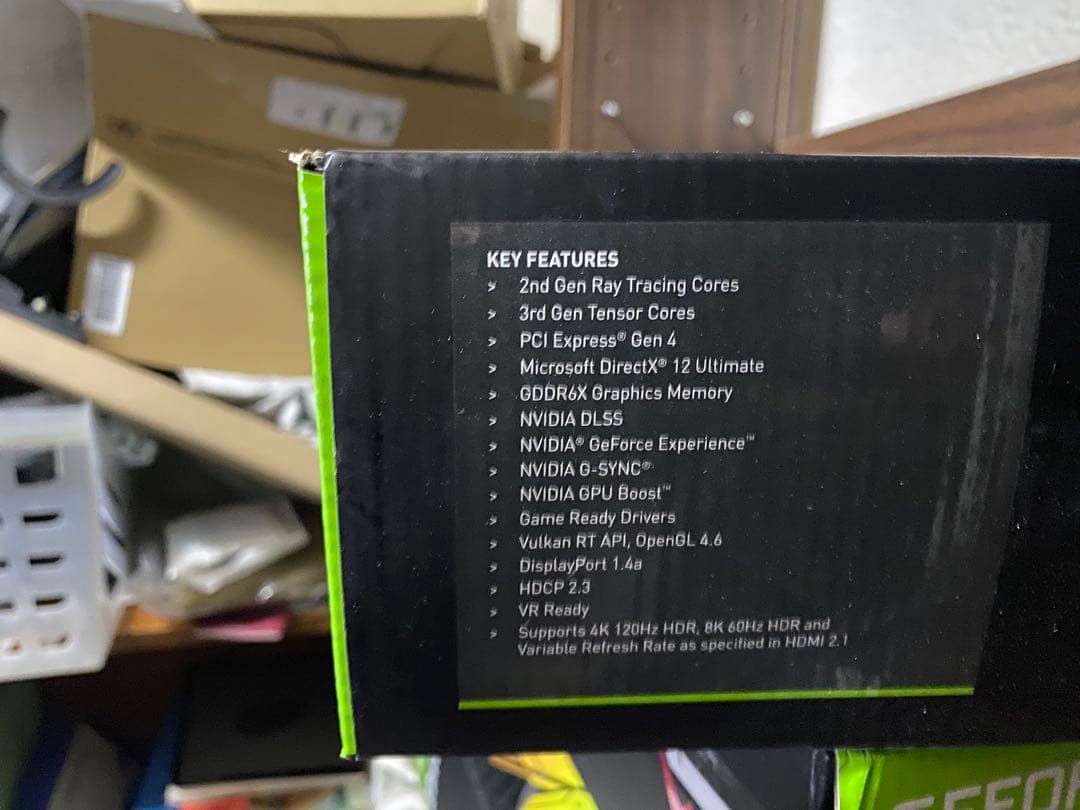 KEY FEATURES
> 2nd Gen Ray Tracing Cores
> 3rd Gen Tensor Cores
> PCI Express® Gen 4
> Microsoft DirectX® 12 Ultimate
> GDDR6X Graphics Memory
> NVIDIA DLSS
> NVIDIA® GeForce Experience™
> NVIDIA G-SYNC®
> NVIDIA GPU Boost™
> Game Ready Drivers
> Vulkan RT API, OpenGL 4.6
> DisplayPort 1.4a
> HDCP 2.3
> VR Ready
> Supports 4K 120Hz HDR, 8K 60Hz HDR and
Variable Refresh Rate as specified in HDMI 2.1